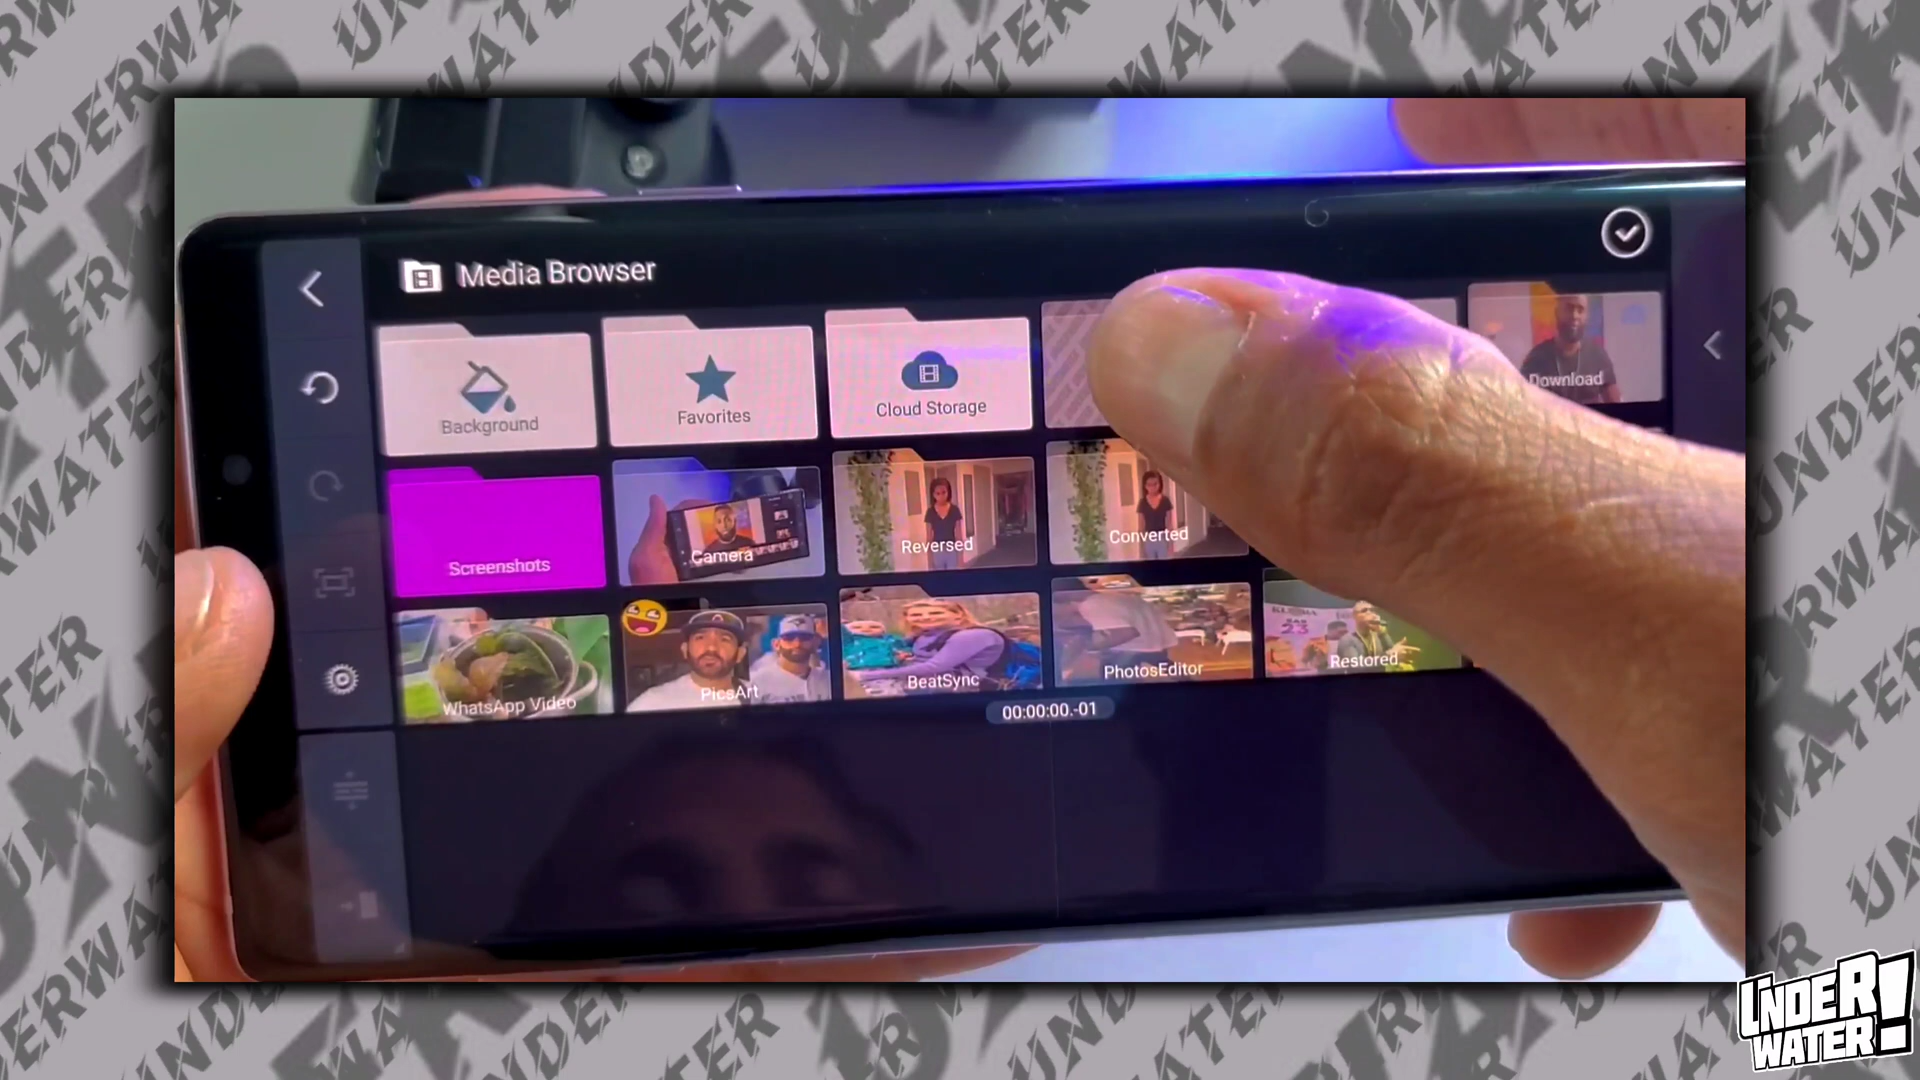 Media Browser
Background
Favorites
Cloud Storage
Download
Screenshots
Camera
Reversed
Converted
WhatsApp Video
PicsArt
BeatSync
PhotosEditor
Restored
00:00:00.-01
UNDER
WATER!